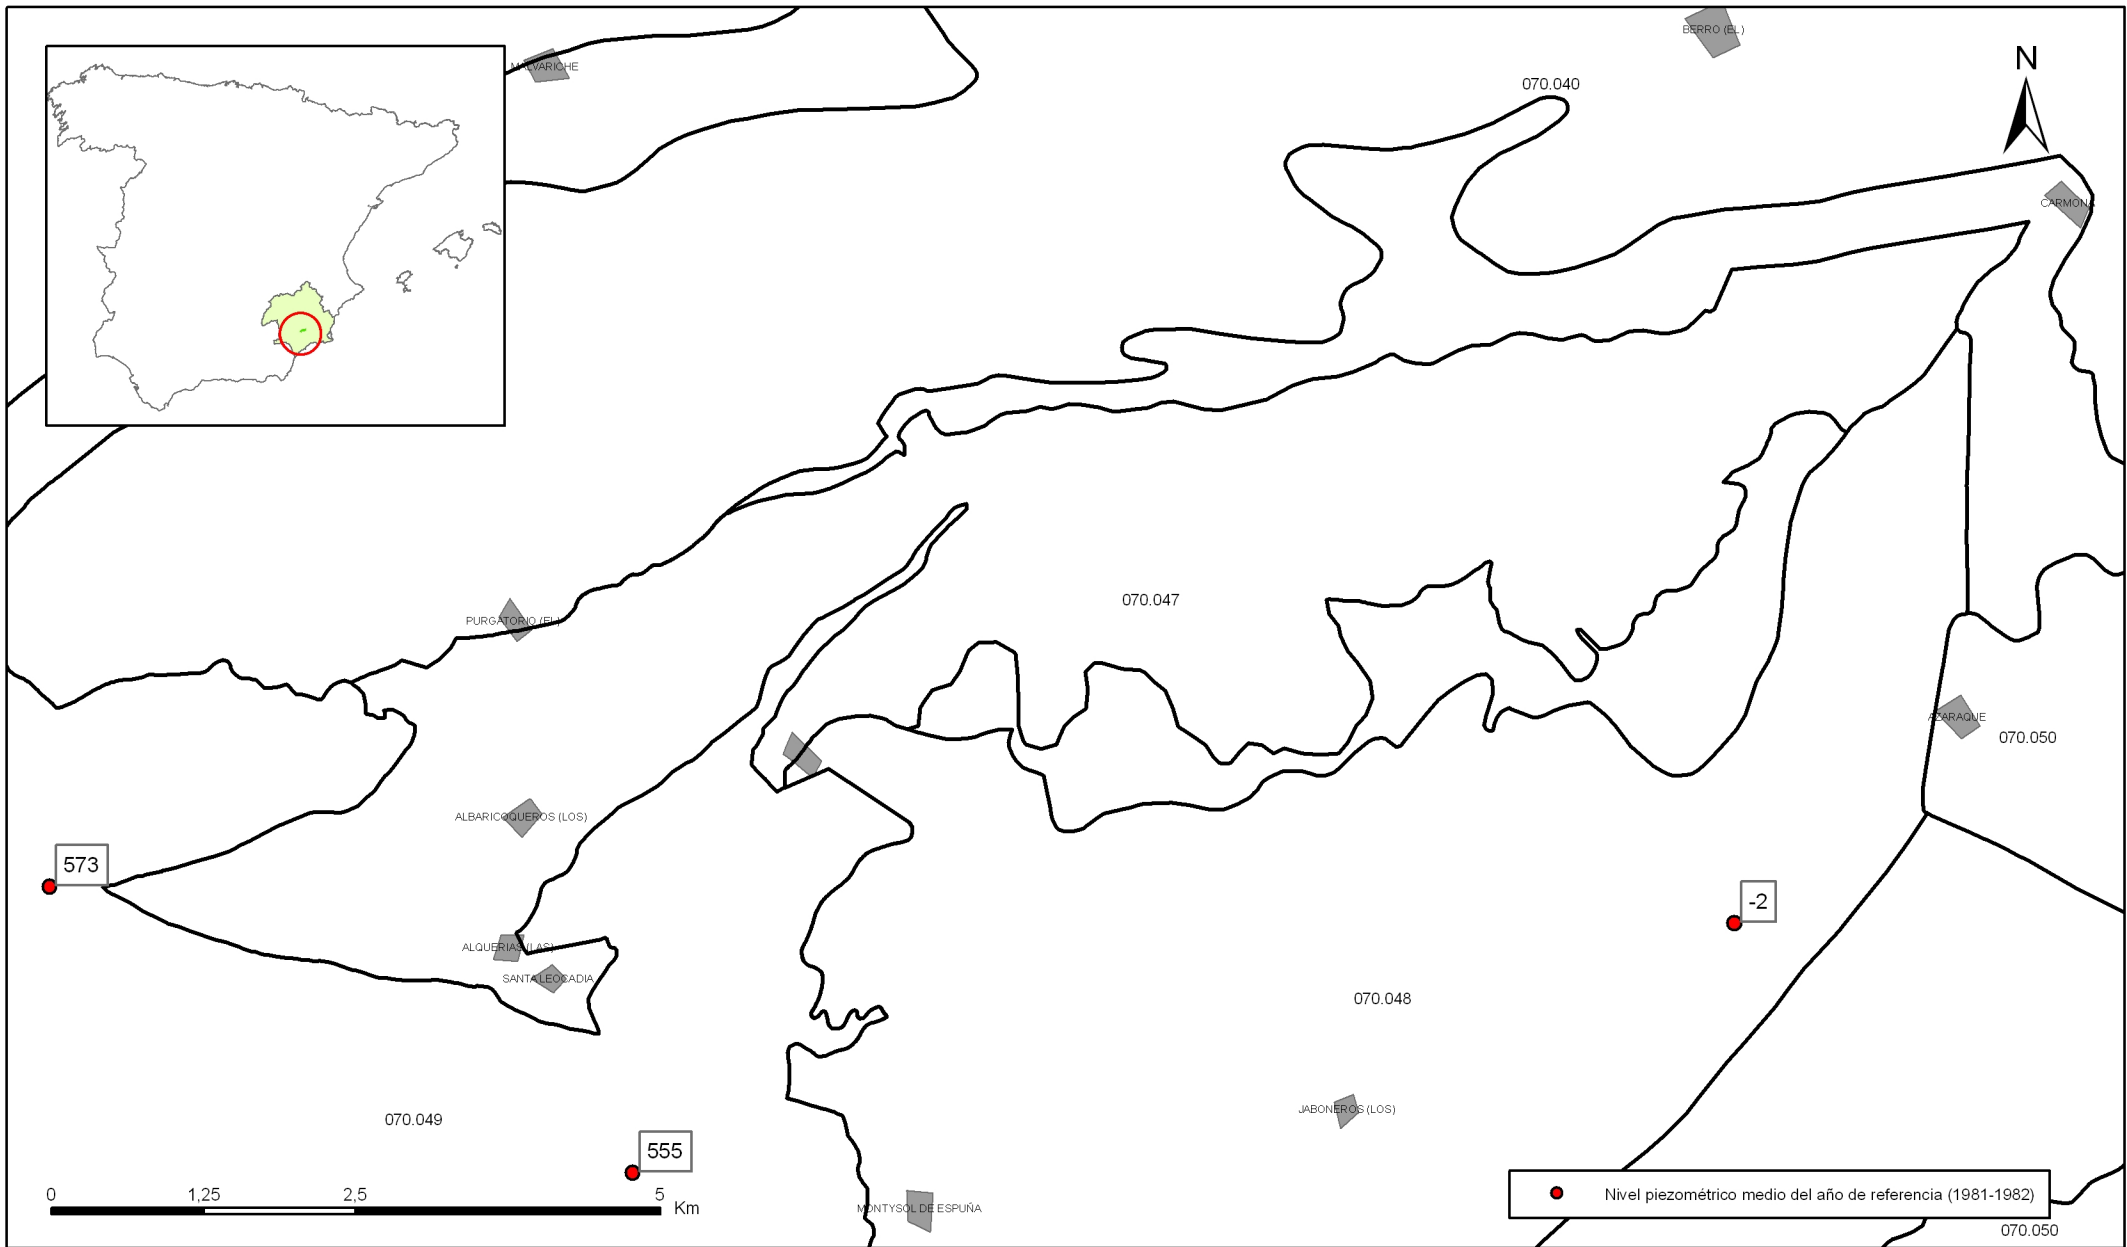 BERRO (EL)
MALVARICHE
070.040
N
CARMONA
070.047
PURGATORIO (EL)
AZARAQUE
070.050
ALBARICOQUEROS (LOS)
573
-2
ALQUERIAS (LAS)
SANTA LEOCADIA
070.048
070.049
JABONEROS (LOS)
555
0 1,25 2,5 5 Km
MONTYSOL DE ESPUÑA
Nivel piezométrico medio del año de referencia (1981-1982)
070.050